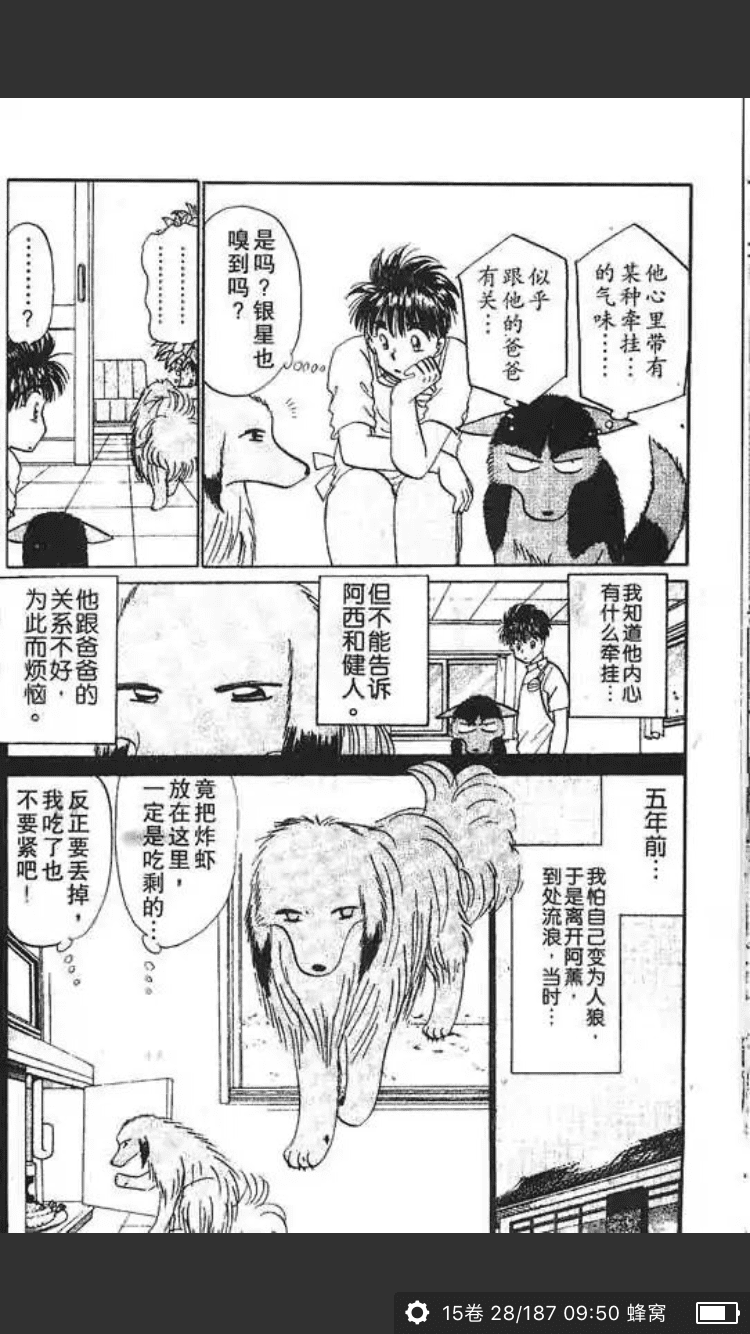 他心里带有
某种牵挂…
的气味……
似乎
跟他的爸爸
有关…
是吗？银星也
嗅到吗？
…………
………？
我知道他内心
有什么牵挂…
但不能告诉
阿西和健人。
他跟爸爸的
关系不好，
为此而烦恼。
五年前…
我怕自己变为人狼，
于是离开阿薰，
到处流浪，当时…
竟把炸虾
放在这里，
一定是吃剩的…
反正要丢掉，
我吃了也
不要紧吧！
15卷 28/187 09:50 蜂窝